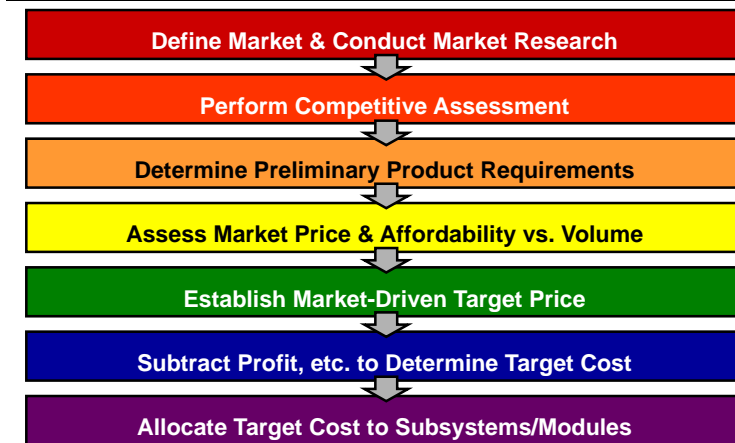 Define Market & Conduct Market Research
Perform Competitive Assessment
Determine Preliminary Product Requirements
Assess Market Price & Affordability vs. Volume
Establish Market-Driven Target Price
Subtract Profit, etc. to Determine Target Cost
Allocate Target Cost to Subsystems/Modules